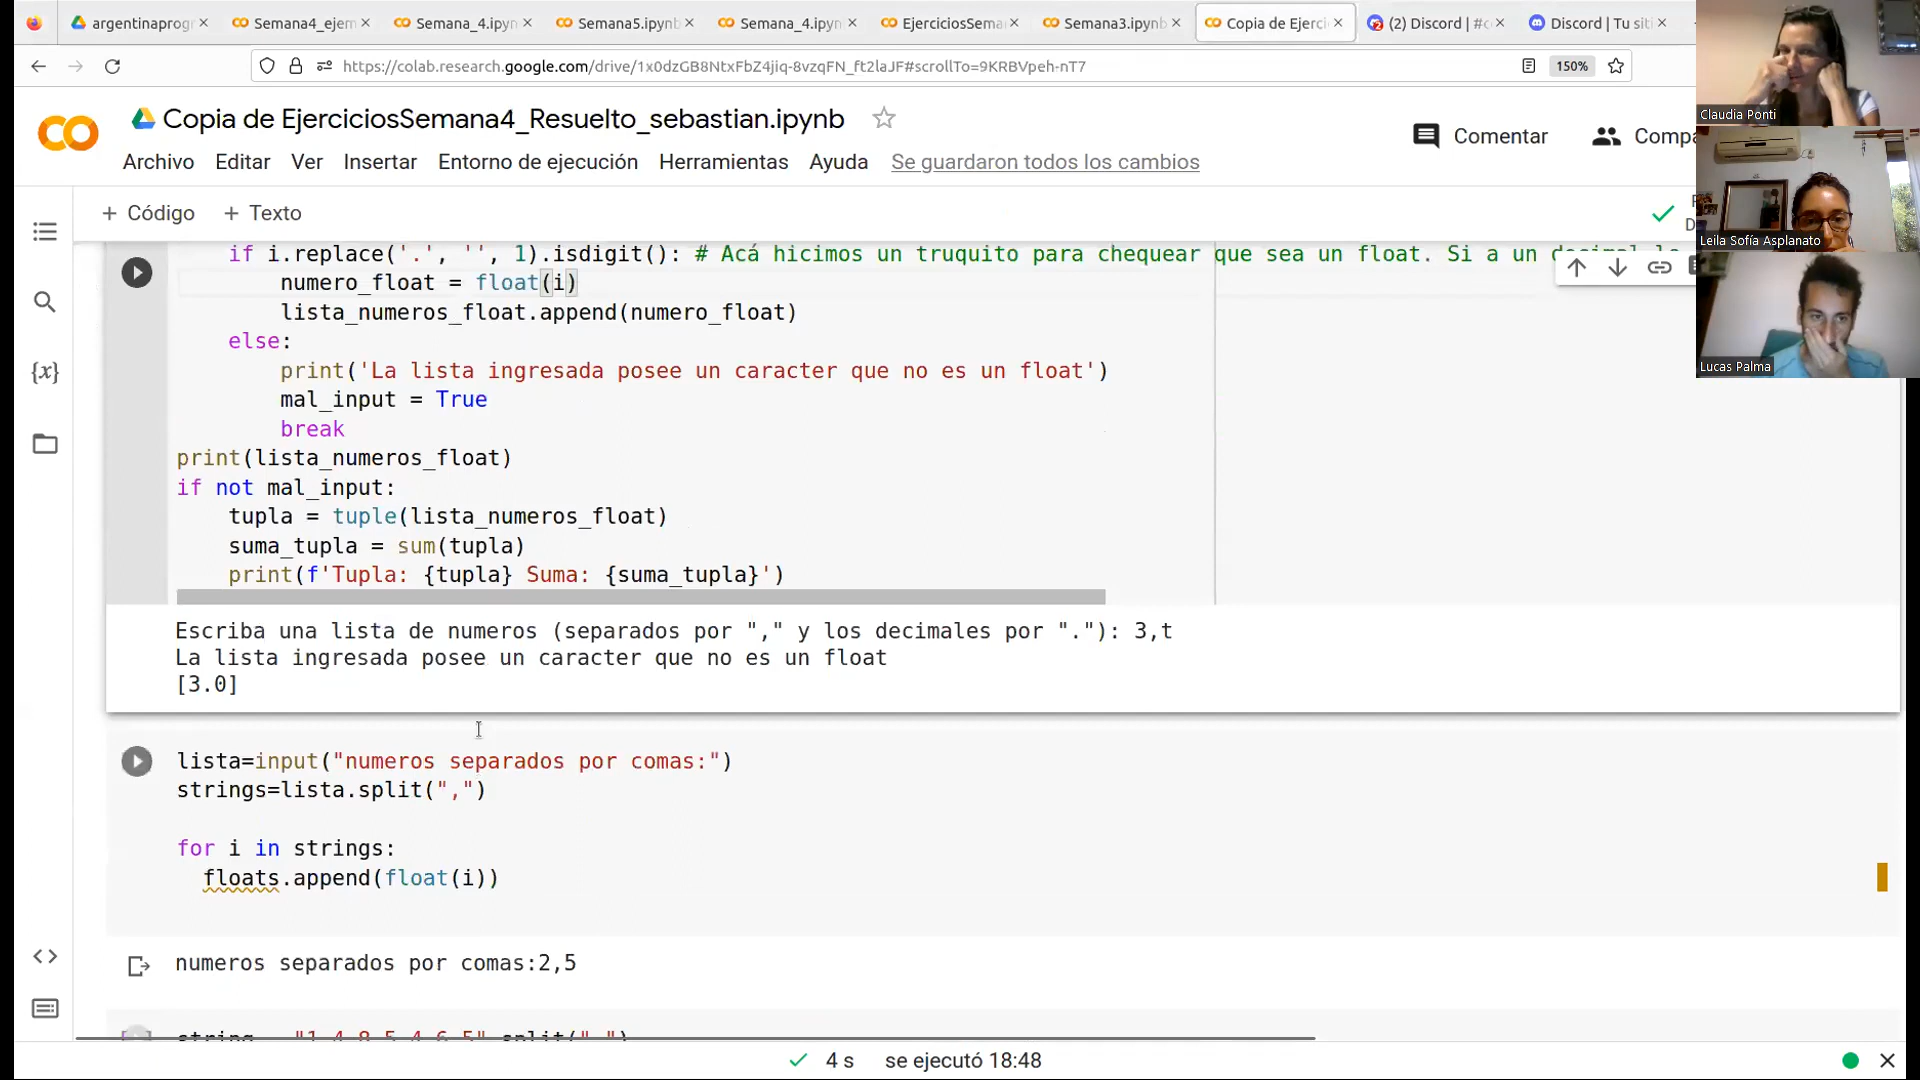 argentinaprog
Semana4_ejem
Semana_4.ipyn
Semana5.ipynb
Semana_4.ipyn
EjerciciosSema
Semana3.ipynb
Copia de Ejerci
(2) Discord | #c
Discord | Tu siti
https://colab.research.google.com/drive/1x0dzGB8NtxFbZ4jiq-8vzqFN_ft2laJF#scrollTo=9KRBVpeh-nT7
150%
Copia de EjerciciosSemana4_Resuelto_sebastian.ipynb
Comentar
Compa
Archivo Editar Ver Insertar Entorno de ejecución Herramientas Ayuda Se guardaron todos los cambios
+ Código + Texto
Claudia Ponti
Leila Sofía Asplanato
Lucas Palma
if i.replace('.', '', 1).isdigit(): # Acá hicimos un truquito para chequear que sea un float. Si a un decimal lo
numero_float = float(i)
lista_numeros_float.append(numero_float)
else:
print('La lista ingresada posee un caracter que no es un float')
mal_input = True
break
print(lista_numeros_float)
if not mal_input:
tupla = tuple(lista_numeros_float)
suma_tupla = sum(tupla)
print(f'Tupla: {tupla} Suma: {suma_tupla}')
Escriba una lista de numeros (separados por "," y los decimales por "."): 3,t
La lista ingresada posee un caracter que no es un float
[3.0]
lista=input("numeros separados por comas:")
strings=lista.split(",")
for i in strings:
floats.append(float(i))
numeros separados por comas:2,5
4 s se ejecutó 18:48